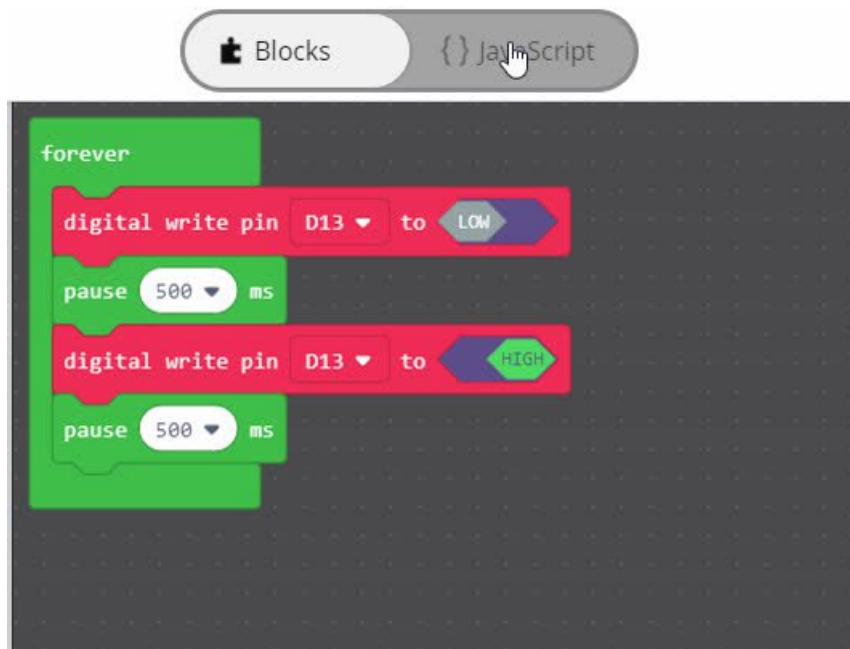 Blocks
{ } JavaScript
forever
digital write pin D13 to LOW
pause 500 ms
digital write pin D13 to HIGH
pause 500 ms